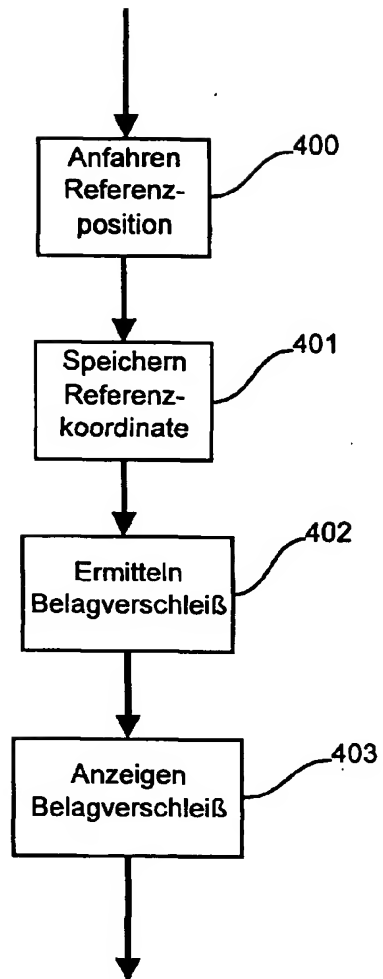 Anfahren
Referenz-
position
400
Speichern
Referenz-
koordinate
401
Ermitteln
Belagverschleiß
402
Anzeigen
Belagverschleiß
403